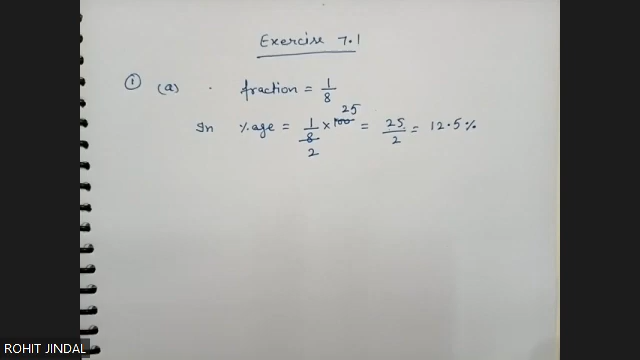 Exercise 7.1
① (a) . fraction = 1/8
In %age = 1/8 × 100 25 2 = 25/2 = 12.5%
ROHIT JINDAL